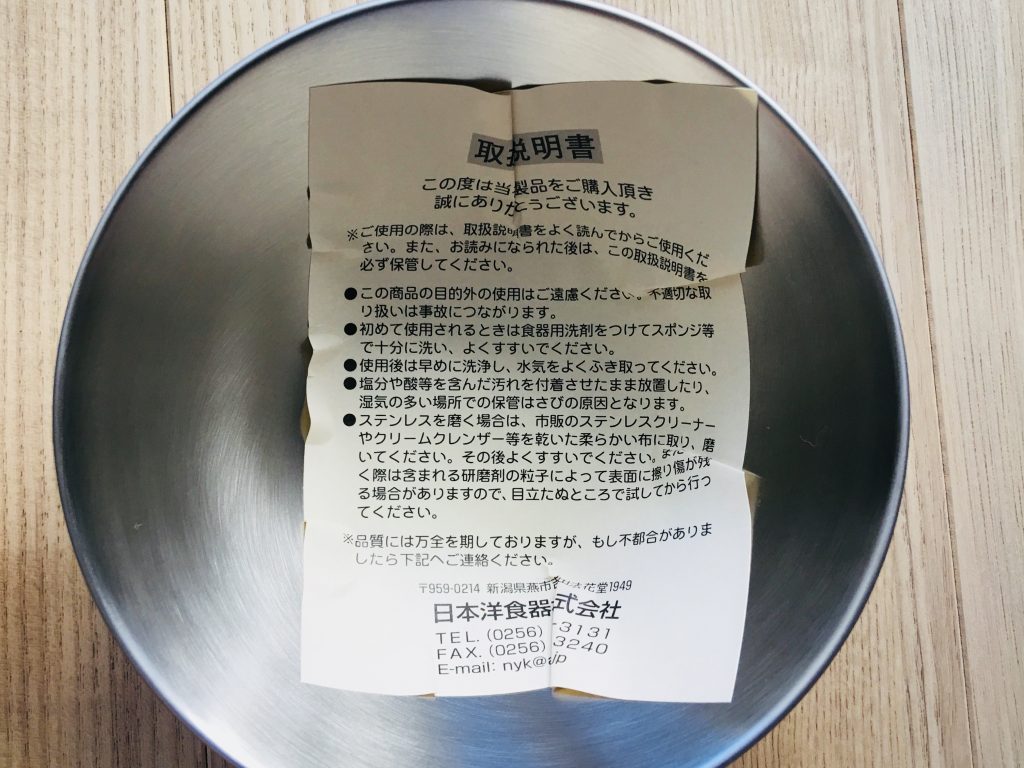 取扱説明書
この度は当製品をご購入頂き
誠にありがとうございます。
※ご使用の際は、取扱説明書をよく読んでからご使用くだ
さい。また、お読みになられた後は、この取扱説明書を
必ず保管してください。
●この商品の目的外の使用はご遠慮ください。不適切な取
り扱いは事故につながります。
●初めて使用されるときは食器用洗剤をつけてスポンジ等
で十分に洗い、よくすすいでください。
●使用後は早めに洗浄し、水気をよくふき取ってください。
●塩分や酸等を含んだ汚れを付着させたまま放置したり、
湿気の多い場所での保管はさびの原因となります。
●ステンレスを磨く場合は、市販のステンレスクリーナー
やクリームクレンザー等を乾いた柔らかい布に取り、磨
いてください。その後よくすすいでください。また
く際は含まれる研磨剤の粒子によって表面に擦り傷が残
る場合がありますので、目立たぬところで試してから行っ
てください。
※品質には万全を期しておりますが、もし不都合がありま
したら下記へご連絡ください。
〒959-0214 新潟県燕市 花堂1949
日本洋食器 式会社
TEL. (0256) 3131
FAX. (0256) 3240
E-mail: nyk@ .jp